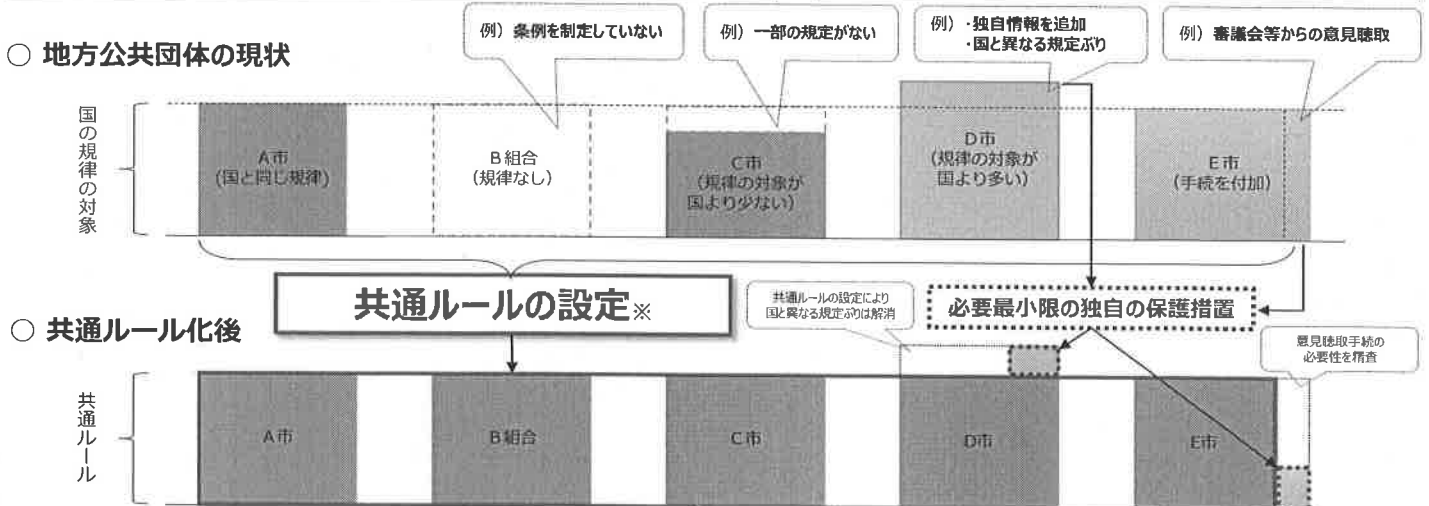 例）条例を制定していない
例）一部の規定がない
例）・独自情報を追加
・国と異なる規定ぶり
例）審議会等からの意見聴取
○ 地方公共団体の現状
国の規律の対象
A市
(国と同じ規律)
B組合
(規律なし)
C市
(規律の対象が
国より少ない)
D市
(規律の対象が
国より多い)
E市
(手続を付加)
共通ルールの設定※
共通ルールの設定により
国と異なる規定ぶりは解消
必要最小限の独自の保護措置
意見聴取手続の
必要性を精査
○ 共通ルール化後
共通ルール
A市
B組合
C市
D市
E市